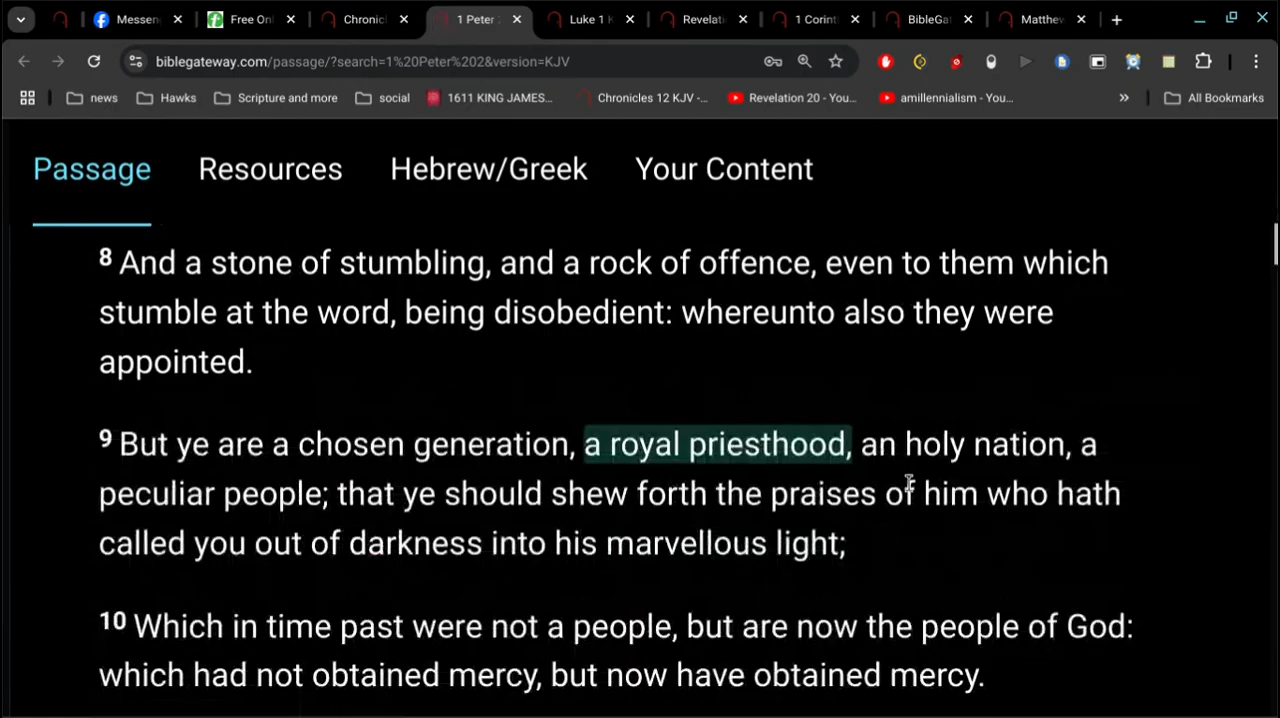 Messen
Free Onl
Chronicl
1 Peter 2
Luke 1 K
Revelati
1 Corint
BibleGat
Matthew
biblegateway.com/passage/?search=1%20Peter%202&version=KJV
news
Hawks
Scripture and more
social
1611 KING JAMES...
Chronicles 12 KJV -...
Revelation 20 - You...
amillennialism - You...
»
All Bookmarks
Passage
Resources
Hebrew/Greek
Your Content
8 And a stone of stumbling, and a rock of offence, even to them which
stumble at the word, being disobedient: whereunto also they were
appointed.
9 But ye are a chosen generation, a royal priesthood, an holy nation, a
peculiar people; that ye should shew forth the praises of him who hath
called you out of darkness into his marvellous light;
10 Which in time past were not a people, but are now the people of God:
which had not obtained mercy, but now have obtained mercy.